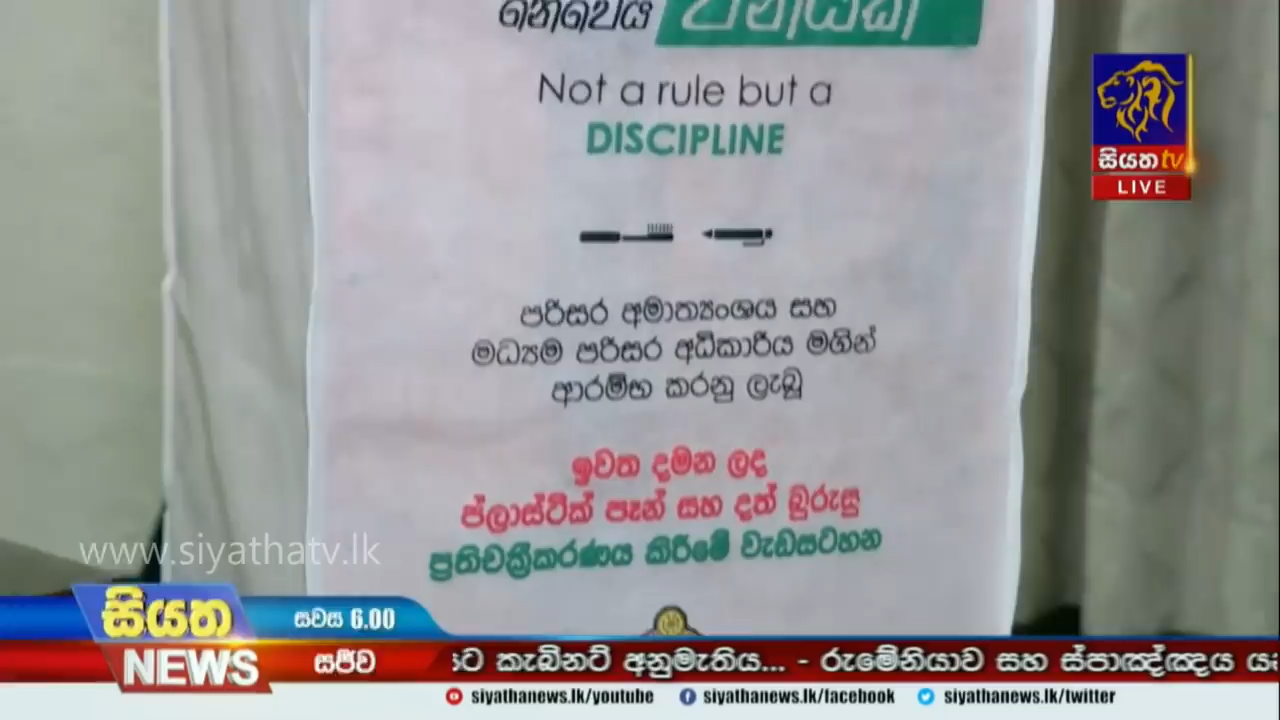 නොවෙයි
Not a rule but a
DISCIPLINE
සියත tv
LIVE
පරිසර අමාත්‍යංශය සහ
මධ්‍යම පරිසර අධිකාරිය මගින්
ආරම්භ කරනු ලැබූ
ඉවත දමන ලද
ප්ලාස්ටික් පෑන් සහ දත් බුරුසු
ප්‍රතිචක්‍රීකරණය කිරීමේ වැඩසටහන
www.siyathatv.lk
සියත
NEWS
සවස 6.00
සජීව
කැබිනට් අනුමැතිය... - රුමේනියාව සහ ස්පාඤ්ඤය
siyathanews.lk/youtube siyathanews.lk/facebook siyathanews.lk/twitter